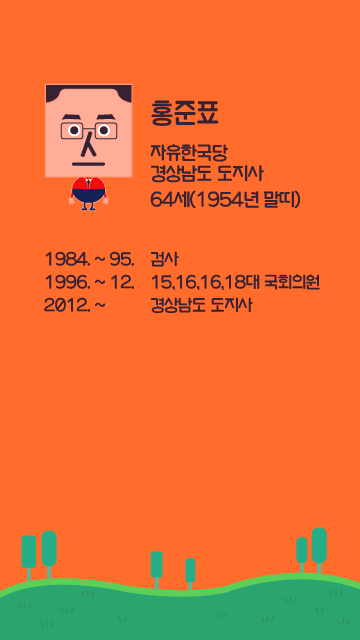 홍준표
자유한국당
경상남도 도지사
64세(1954년 말띠)
1984. ~ 95. 검사
1996. ~ 12. 15,16,16,18대 국회의원
2012. ~ 경상남도 도지사